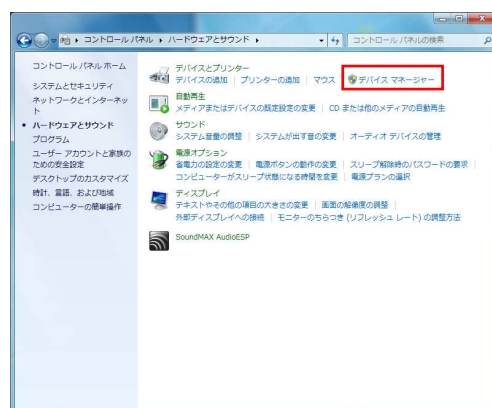 コントロール パネル ▸ ハードウェアとサウンド ▸
コントロール パネルの検索
コントロール パネル ホーム
システムとセキュリティ
ネットワークとインターネッ
ト
ハードウェアとサウンド
プログラム
ユーザー アカウントと家族の
ための安全設定
デスクトップのカスタマイズ
時計、言語、および地域
コンピューターの簡単操作
デバイスとプリンター
デバイスの追加 | プリンターの追加 | マウス | デバイス マネージャー
自動再生
メディアまたはデバイスの既定設定の変更 | CD または他のメディアの自動再生
サウンド
システム音量の調整 | システムが出す音の変更 | オーディオ デバイスの管理
電源オプション
省電力の設定の変更 | 電源ボタンの動作の変更 | スリープ解除時のパスワードの要求
コンピューターがスリープ状態になる時間を変更 | 電源プランの選択
ディスプレイ
テキストやその他の項目の大きさの変更 | 画面の解像度の調整
外部ディスプレイへの接続 | モニターのちらつき (リフレッシュ レート) の調整方法
SoundMAX AudioESP